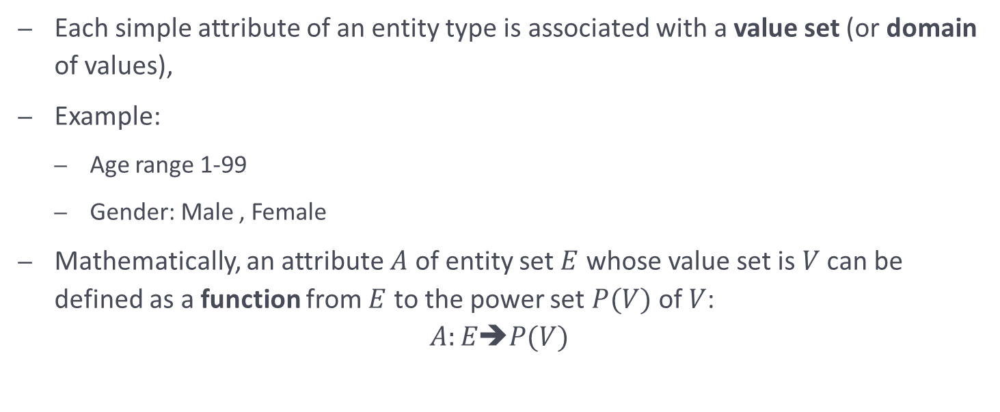 – Each simple attribute of an entity type is associated with a value set (or domain
of values),
– Example:
– Age range 1-99
– Gender: Male , Female
– Mathematically, an attribute A of entity set E whose value set is V can be
defined as a function from E to the power set P(V) of V:
A: E➔P(V)